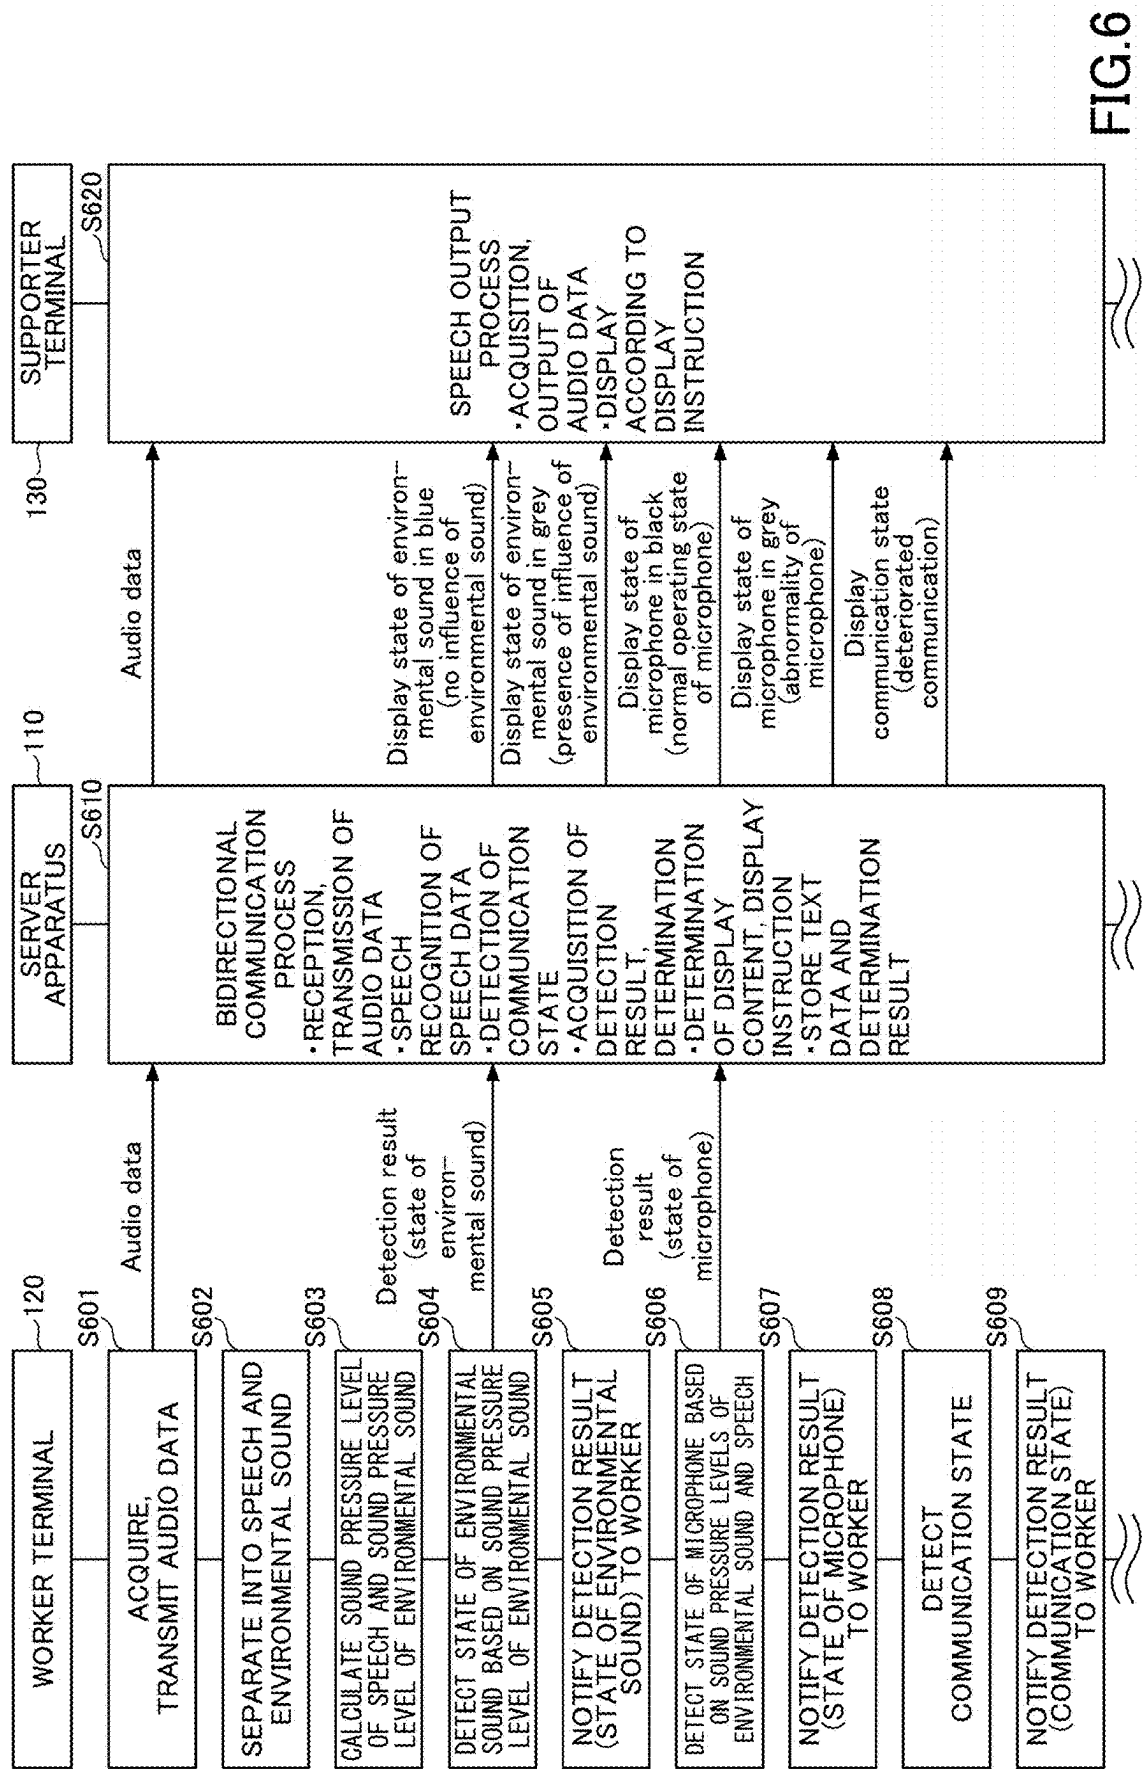 WORKER TERMINAL
120
S601
ACQUIRE,
TRANSMIT AUDIO DATA
S602
SEPARATE INTO SPEECH AND
ENVIRONMENTAL SOUND
S603
CALCULATE SOUND PRESSURE LEVEL
OF SPEECH AND SOUND PRESSURE
LEVEL OF ENVIRONMENTAL SOUND
S604
DETECT STATE OF ENVIRONMENTAL
SOUND BASED ON SOUND PRESSURE
LEVEL OF ENVIRONMENTAL SOUND
S605
NOTIFY DETECTION RESULT
(STATE OF ENVIRONMENTAL
SOUND) TO WORKER
S606
DETECT STATE OF MICROPHONE BASED
ON SOUND PRESSURE LEVELS OF
ENVIRONMENTAL SOUND AND SPEECH
S607
NOTIFY DETECTION RESULT
(STATE OF MICROPHONE)
TO WORKER
S608
DETECT
COMMUNICATION STATE
S609
NOTIFY DETECTION RESULT
(COMMUNICATION STATE)
TO WORKER
Audio data
Detection result
(state of
environ-
mental sound)
Detection
result
(state of
microphone)
SERVER
APPARATUS
110
S610
BIDIRECTIONAL
COMMUNICATION
PROCESS
・RECEPTION,
TRANSMISSION OF
AUDIO DATA
・SPEECH
RECOGNITION OF
SPEECH DATA
・DETECTION OF
COMMUNICATION
STATE
・ACQUISITION OF
DETECTION
RESULT,
DETERMINATION
・DETERMINATION
OF DISPLAY
CONTENT, DISPLAY
INSTRUCTION
・STORE TEXT
DATA AND
DETERMINATION
RESULT
Audio data
Display state of environ-
mental sound in blue
(no influence of
environmental sound)
Display state of environ-
mental sound in grey
(presence of influence of
environmental sound)
Display state of
microphone in black
(normal operating state
of microphone)
Display state of
microphone in grey
(abnormality of
microphone)
Display
communication state
(deteriorated
communication)
SUPPORTER
TERMINAL
130
S620
SPEECH OUTPUT
PROCESS
・ACQUISITION,
OUTPUT OF
AUDIO DATA
・DISPLAY
ACCORDING TO
DISPLAY
INSTRUCTION
FIG.6